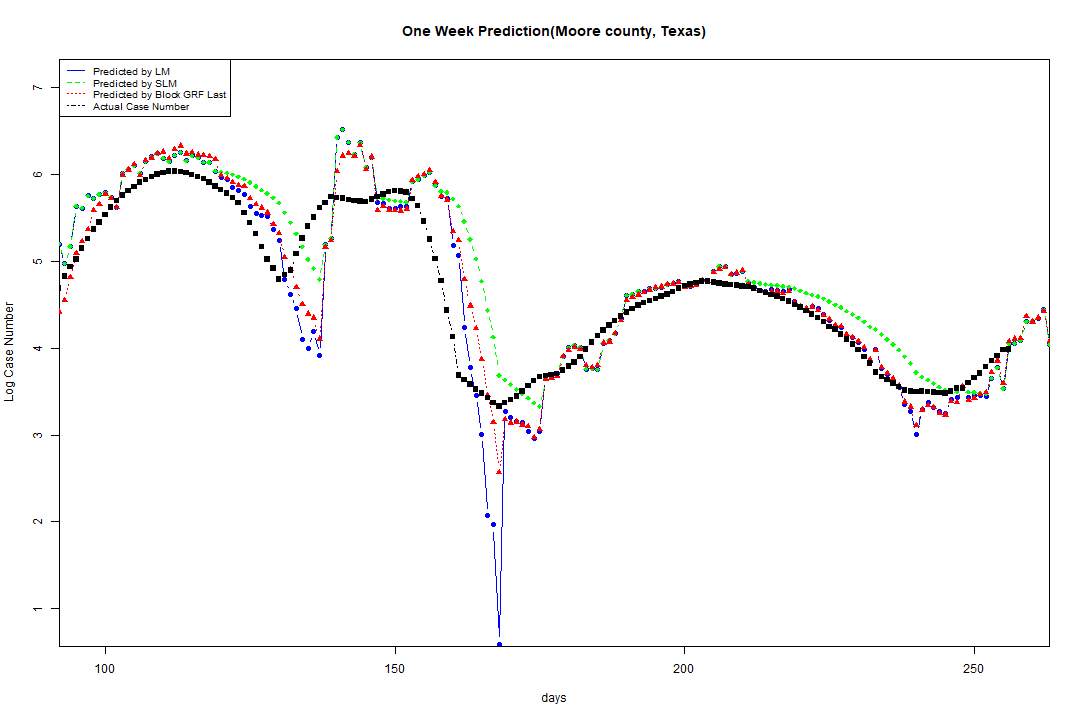 One Week Prediction(Moore county, Texas)
Predicted by LM
Predicted by SLM
Predicted by Block GRF Last
Actual Case Number
Log Case Number
7
6
5
4
3
2
1
100 150 200 250
days